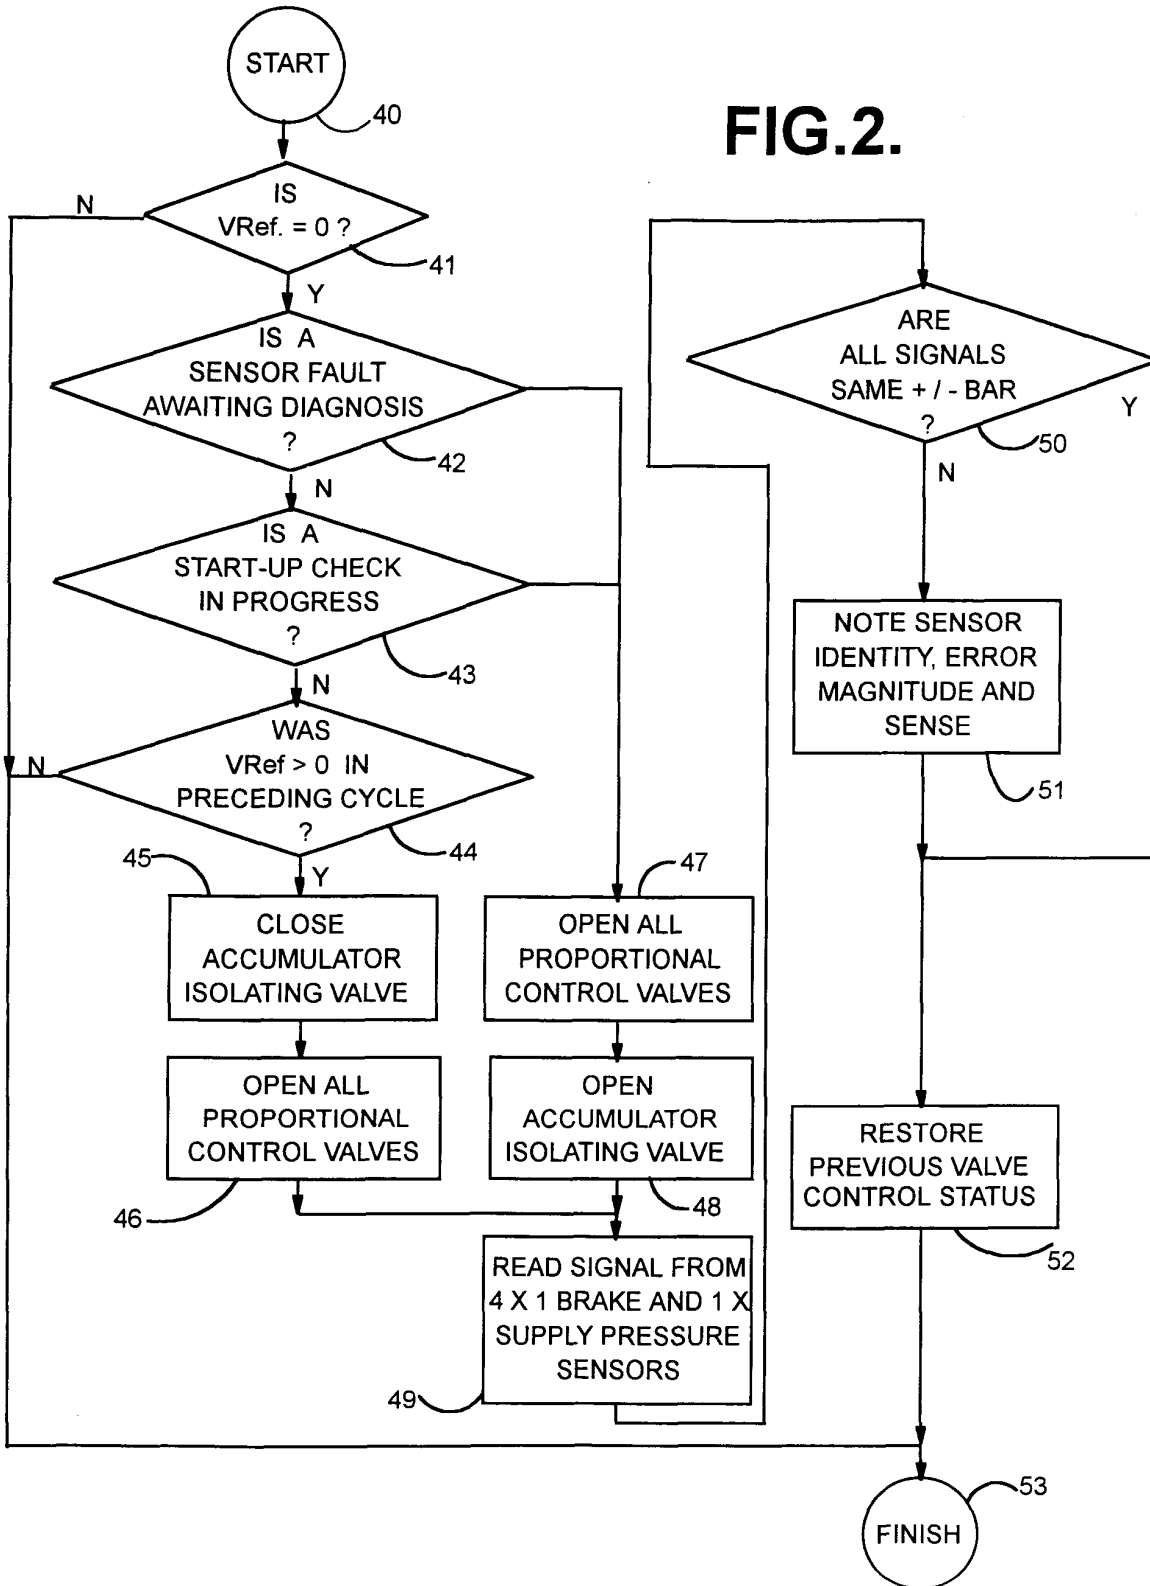 START
40
FIG.2.
IS
VRef. = 0 ?
N
41
Y
IS A
SENSOR FAULT
AWAITING DIAGNOSIS
?
42
N
IS A
START-UP CHECK
IN PROGRESS
?
43
N
WAS
VRef > 0 IN
PRECEDING CYCLE
?
N
44
Y
45
CLOSE
ACCUMULATOR
ISOLATING VALVE
OPEN ALL
PROPORTIONAL
CONTROL VALVES
46
47
OPEN ALL
PROPORTIONAL
CONTROL VALVES
OPEN
ACCUMULATOR
ISOLATING VALVE
48
READ SIGNAL FROM
4 X 1 BRAKE AND 1 X
SUPPLY PRESSURE
SENSORS
49
ARE
ALL SIGNALS
SAME + / - BAR
?
Y
50
N
NOTE SENSOR
IDENTITY, ERROR
MAGNITUDE AND
SENSE
51
RESTORE
PREVIOUS VALVE
CONTROL STATUS
52
53
FINISH